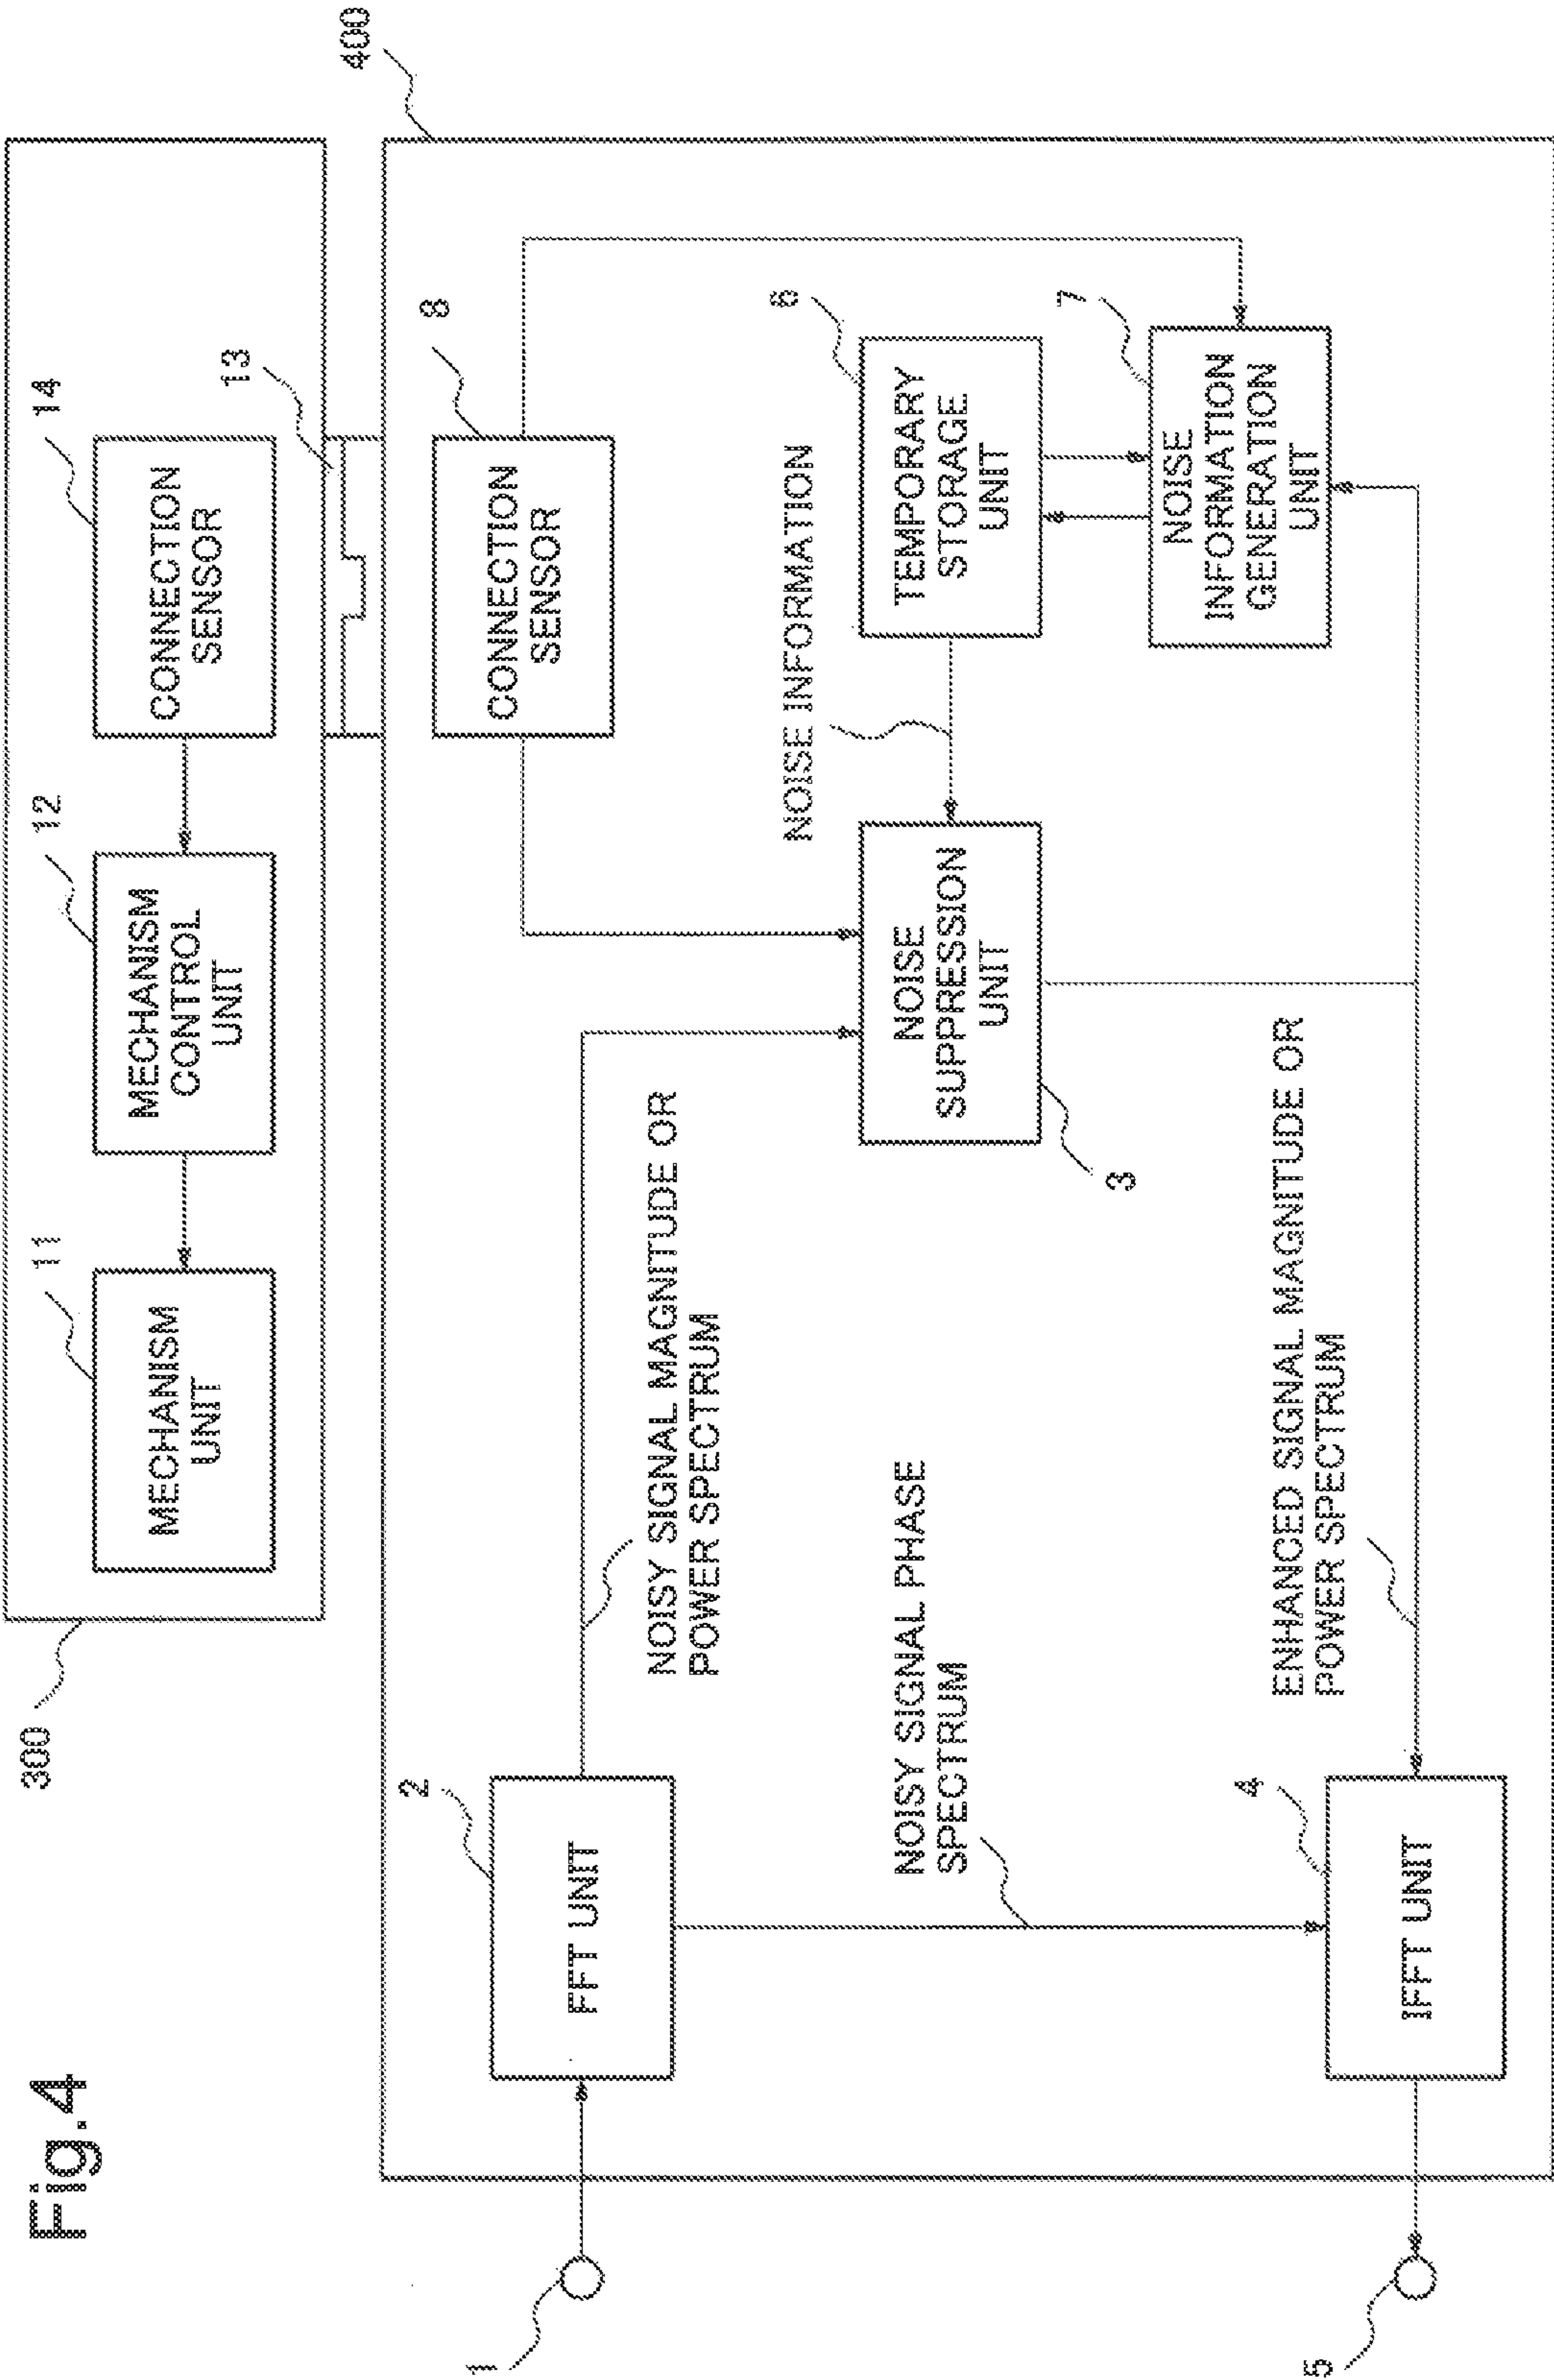 Fig.4
300
11
12
14
MECHANISM
UNIT
MECHANISM
CONTROL
UNIT
CONNECTION
SENSOR
13
400
8
CONNECTION
SENSOR
1
2
FFT UNIT
NOISY SIGNAL MAGNITUDE OR
POWER SPECTRUM
NOISE INFORMATION
6
TEMPORARY
STORAGE
UNIT
NOISE
SUPPRESSION
UNIT
3
NOISY SIGNAL PHASE
SPECTRUM
7
NOISE
INFORMATION
GENERATION
UNIT
ENHANCED SIGNAL MAGNITUDE OR
POWER SPECTRUM
4
IFFT UNIT
5